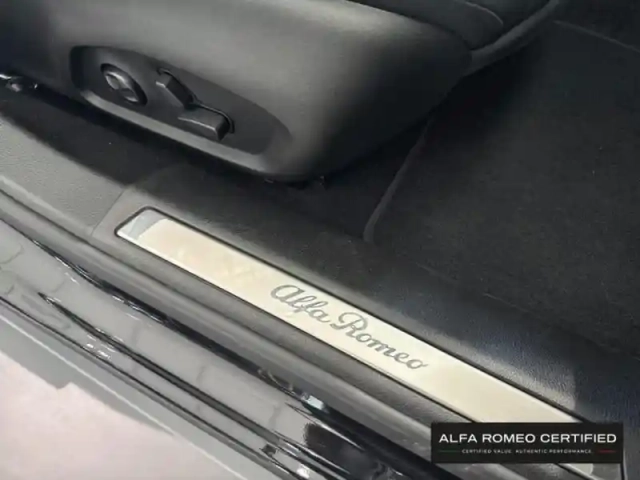 Alfa Romeo
ALFA ROMEO CERTIFIED
CERTIFIED VALUE. AUTHENTIC PERFORMANCE.